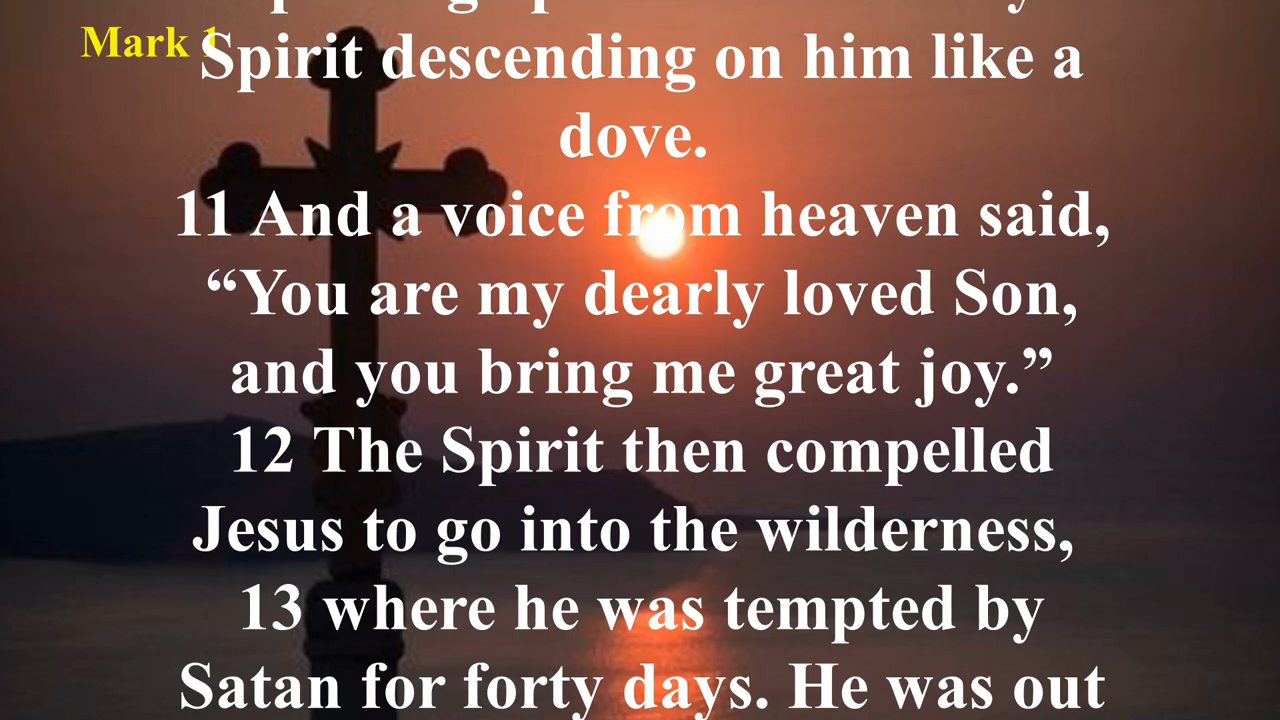 Mark 1
Spirit descending on him like a
dove.
11 And a voice from heaven said,
“You are my dearly loved Son,
and you bring me great joy.”
12 The Spirit then compelled
Jesus to go into the wilderness,
13 where he was tempted by
Satan for forty days. He was out